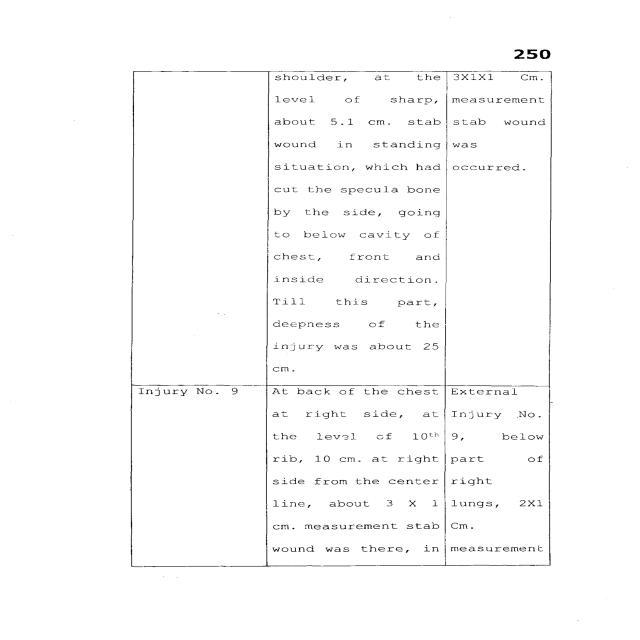 250
shoulder, at the
level of sharp,
about 5.1 cm. stab
wound in standing
situation, which had
cut the specula bone
by the side, going
to below cavity of
chest, front and
inside direction.
Till this part,
deepness of the
injury was about 25
cm.
3X1X1 Cm.
measurement
stab wound
was
occurred.
Injury No. 9
At back of the chest
at right side, at
the level of 10th
rib, 10 cm. at right
side from the center
line, about 3 X 1
cm. measurement stab
wound was there, in
External
Injury No.
9, below
part of
right
lungs, 2X1
Cm.
measurement